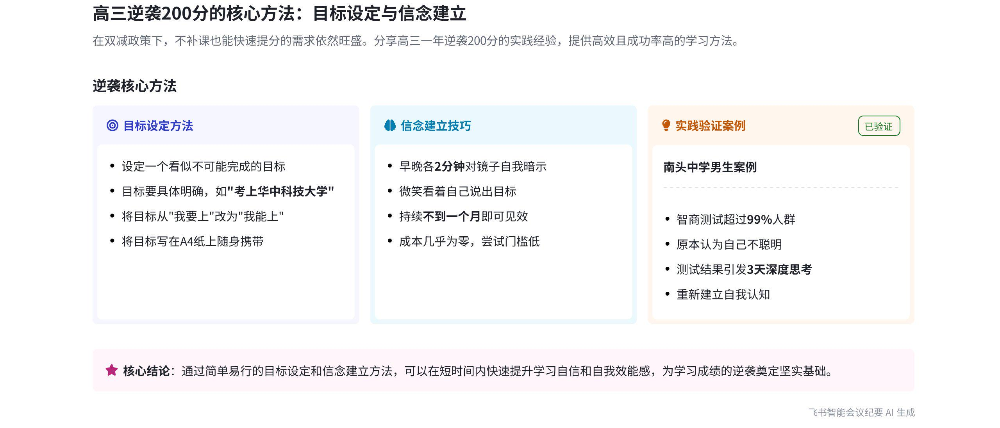 高三逆袭200分的核心方法：目标设定与信念建立
在双减政策下，不补课也能快速提分的需求依然旺盛。分享高三一年逆袭200分的实践经验，提供高效且成功率高的学习方法。
逆袭核心方法
目标设定方法
设定一个看似不可能完成的目标
目标要具体明确，如"考上华中科技大学"
将目标从"我要上"改为"我能上"
将目标写在A4纸上随身携带
信念建立技巧
早晚各2分钟对镜子自我暗示
微笑看着自己说出目标
持续不到一个月即可见效
成本几乎为零，尝试门槛低
实践验证案例
已验证
南头中学男生案例
智商测试超过99%人群
原本认为自己不聪明
测试结果引发3天深度思考
重新建立自我认知
核心结论：通过简单易行的目标设定和信念建立方法，可以在短时间内快速提升学习自信和自我效能感，为学习成绩的逆袭奠定坚实基础。
飞书智能会议纪要 AI 生成